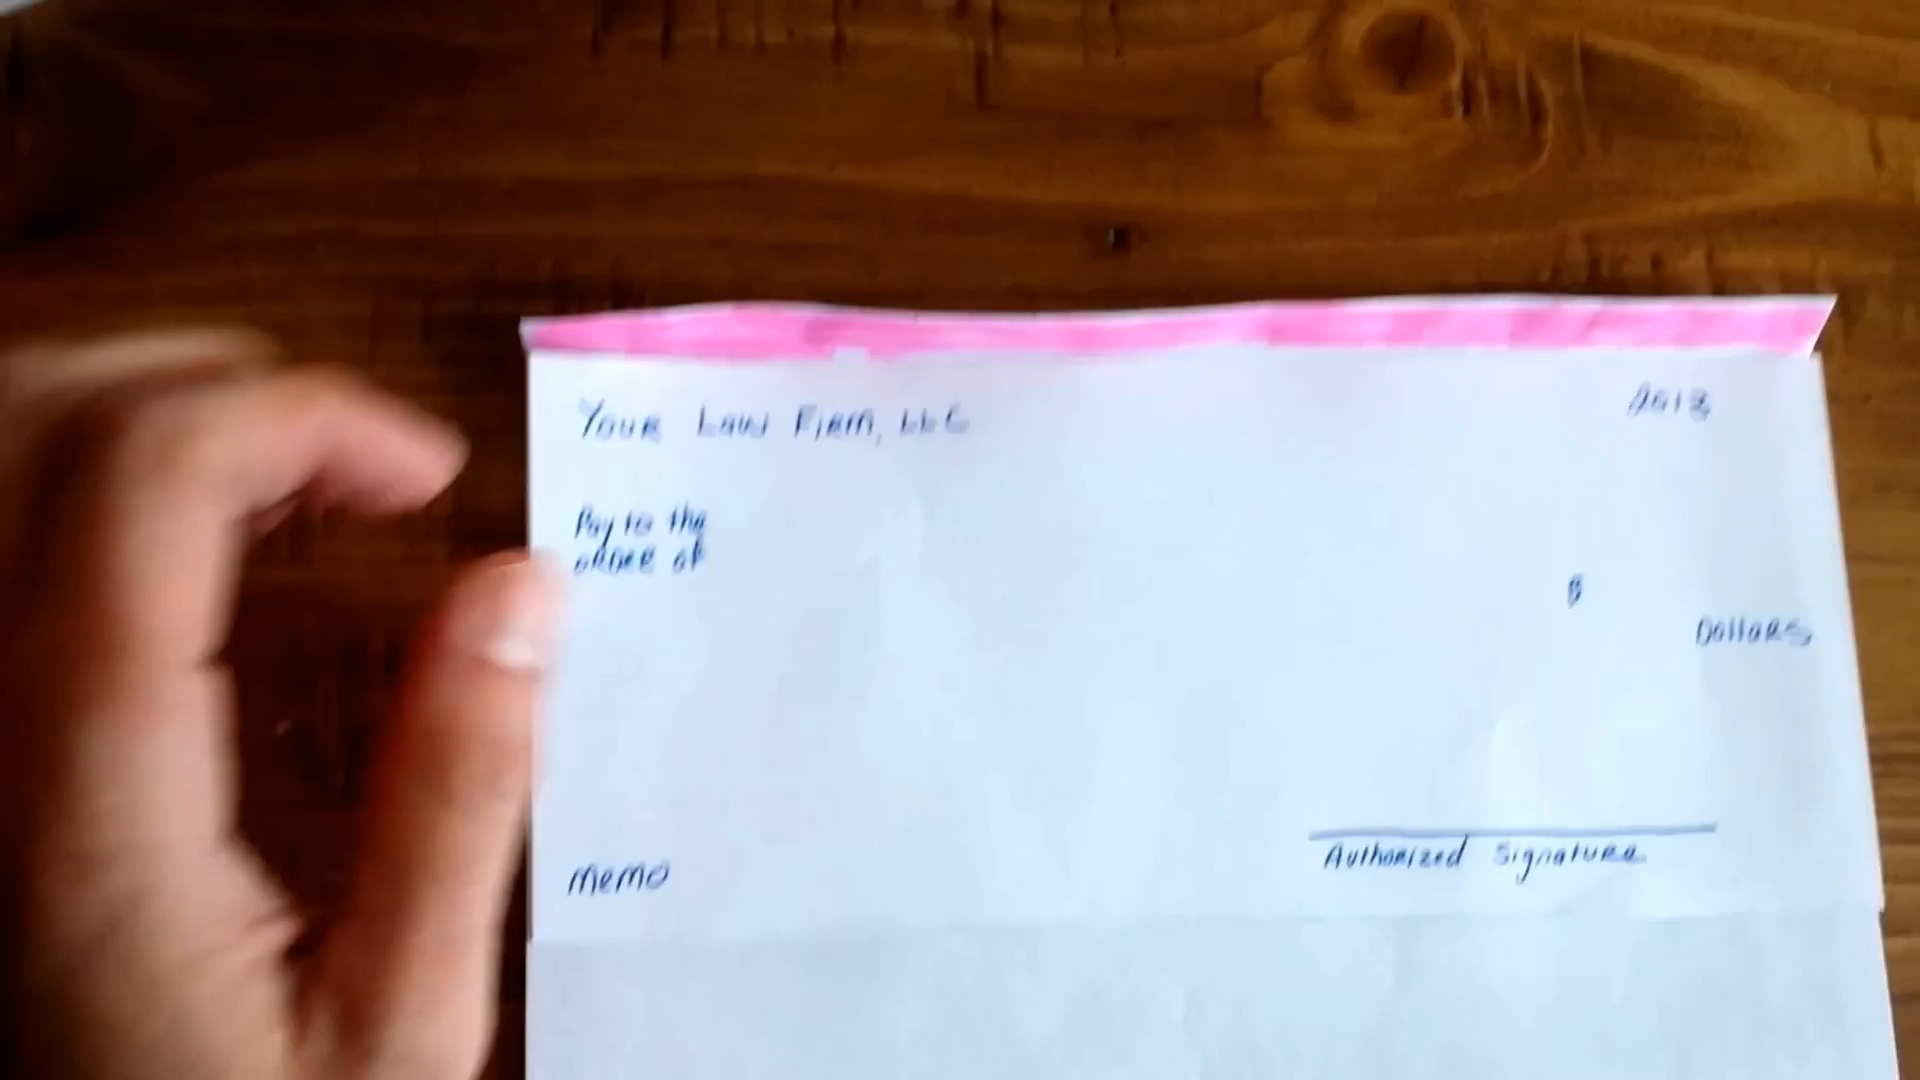 Your Law Firm, LLC
2013
Pay to the
order of
$
Dollars
Authorized Signature
Memo